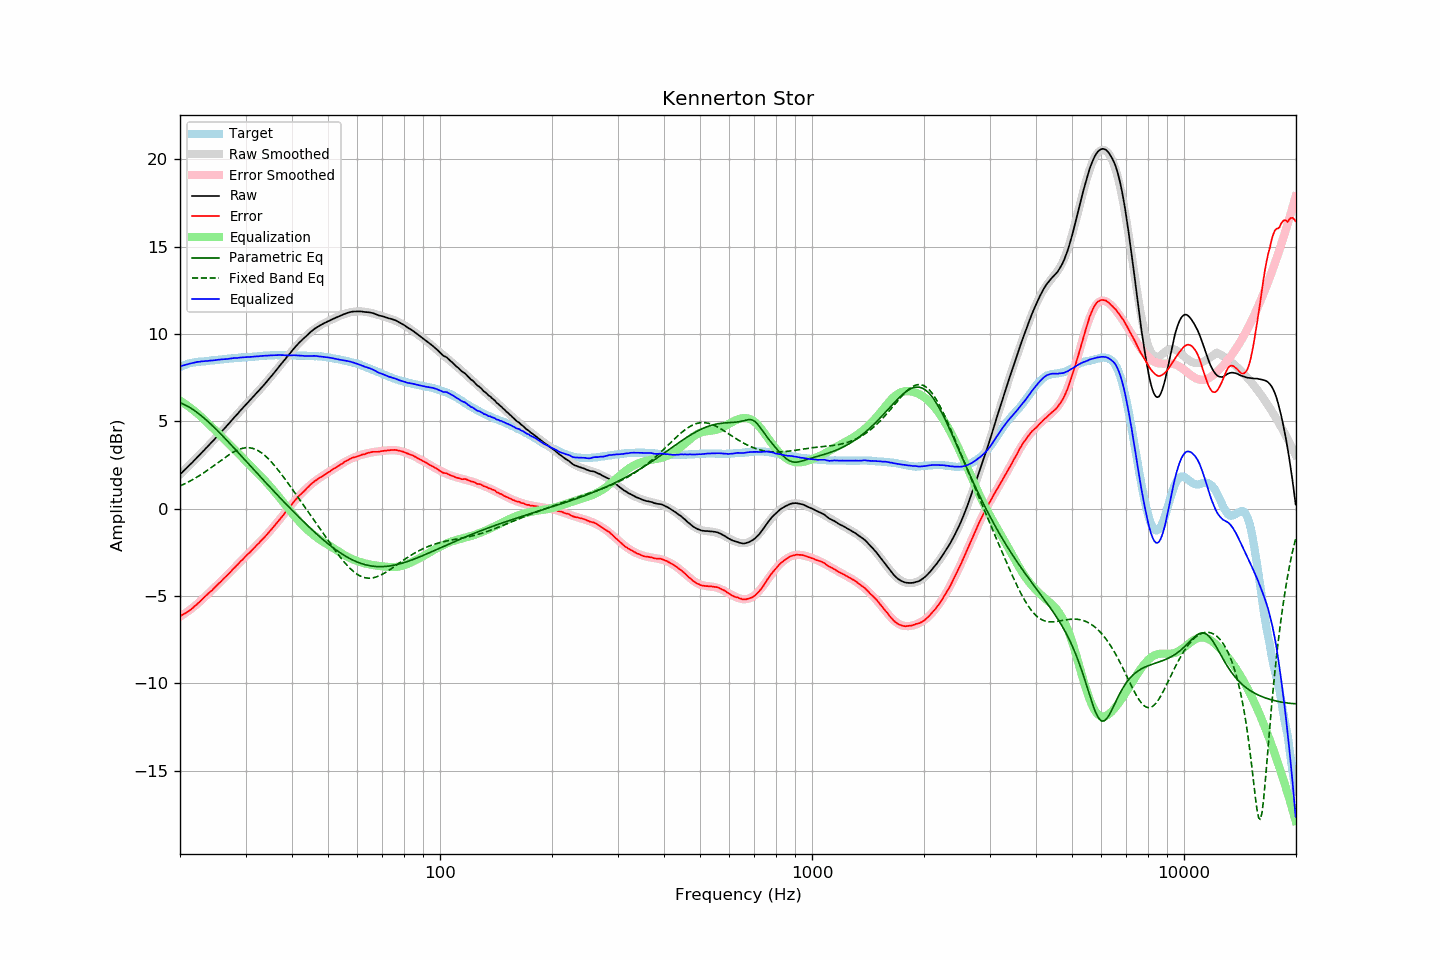 Kennerton Stor
Target
Raw Smoothed
Error Smoothed
Raw
Error
Equalization
Parametric Eq
Fixed Band Eq
Equalized
20
15
10
5
0
−5
−10
−15
Amplitude (dBr)
100
1000
10000
Frequency (Hz)